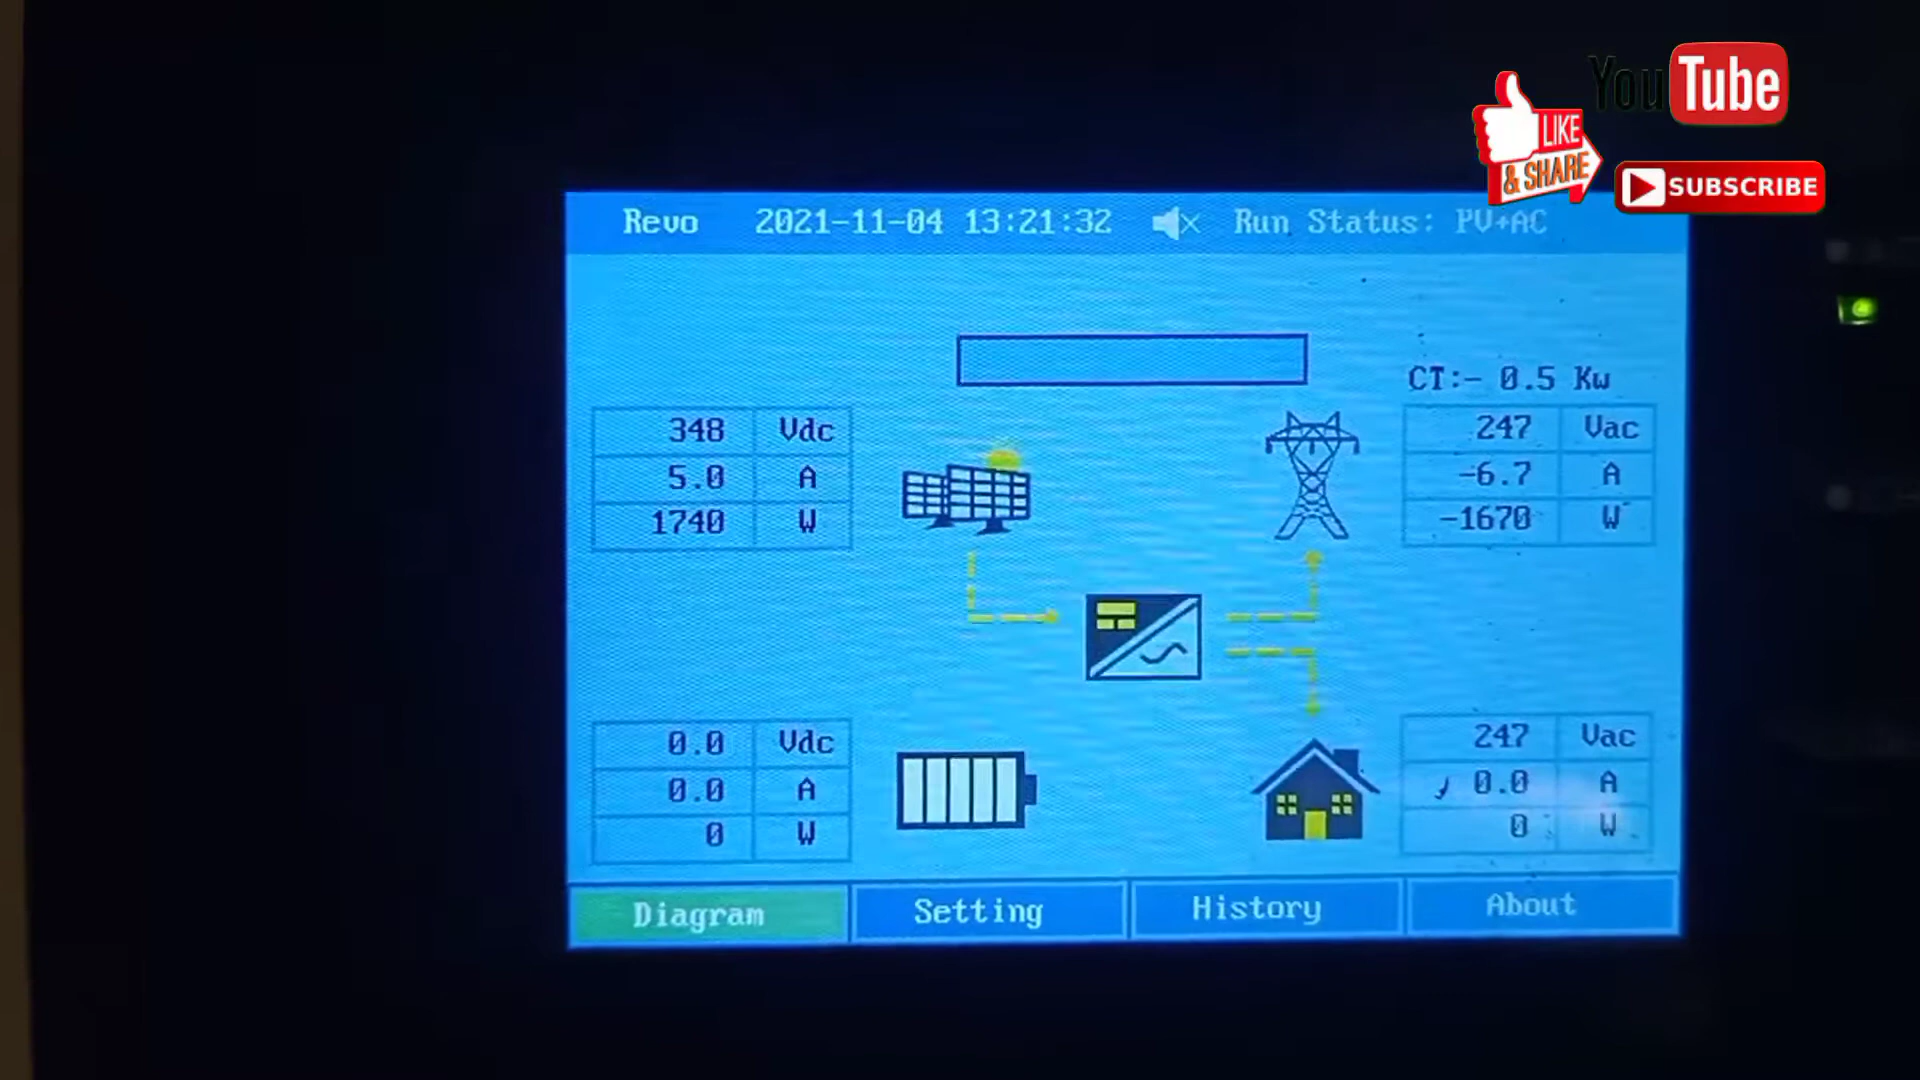 YouTube
LIKE
& SHARE
SUBSCRIBE
Revo 2021-11-04 13:21:32 Run Status: PV+AC
CT:- 0.5 Kw
348 Vdc
5.0 A
1740 W
247 Vac
-6.7 A
-1670 W
0.0 Vdc
0.0 A
0 W
247 Vac
0.0 A
0 W
Diagram Setting History About